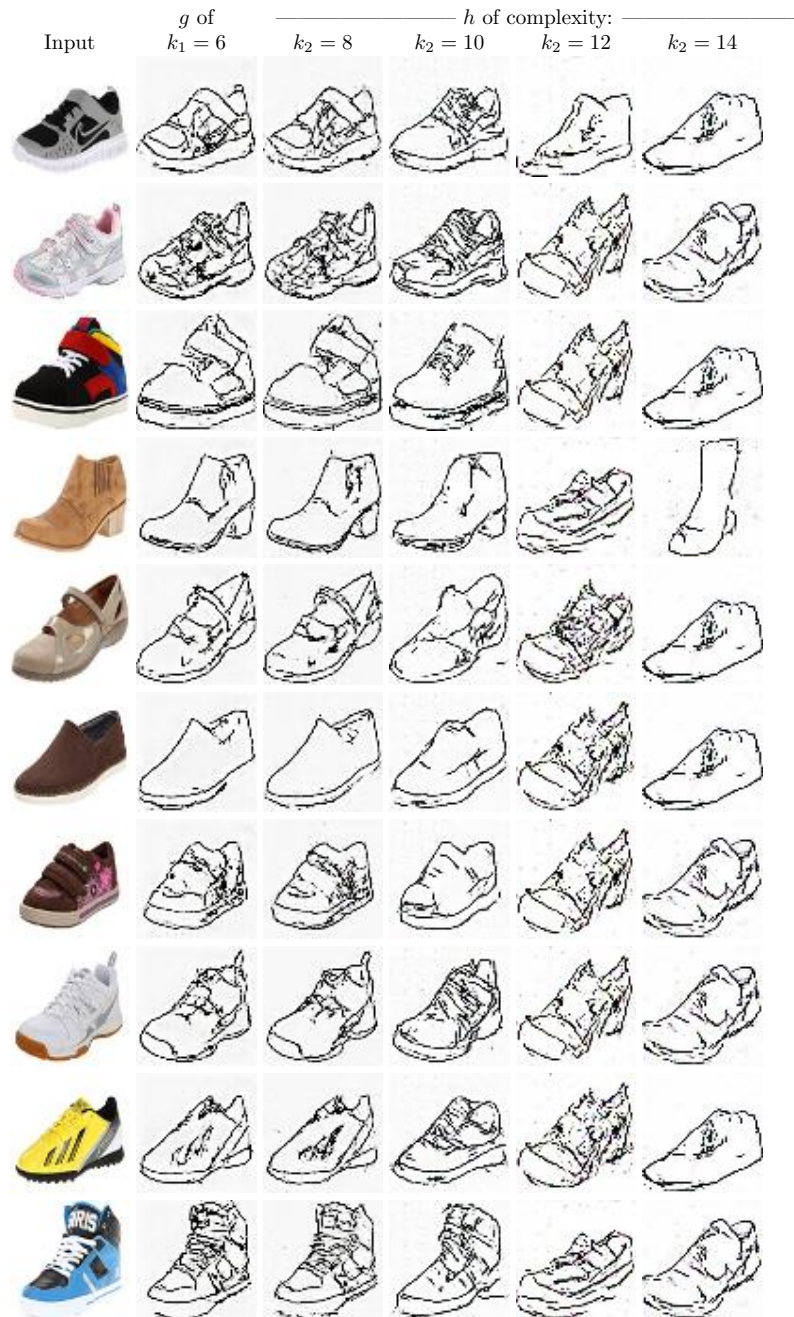 g of h of complexity:
Input k₁ = 6 k₂ = 8 k₂ = 10 k₂ = 12 k₂ = 14